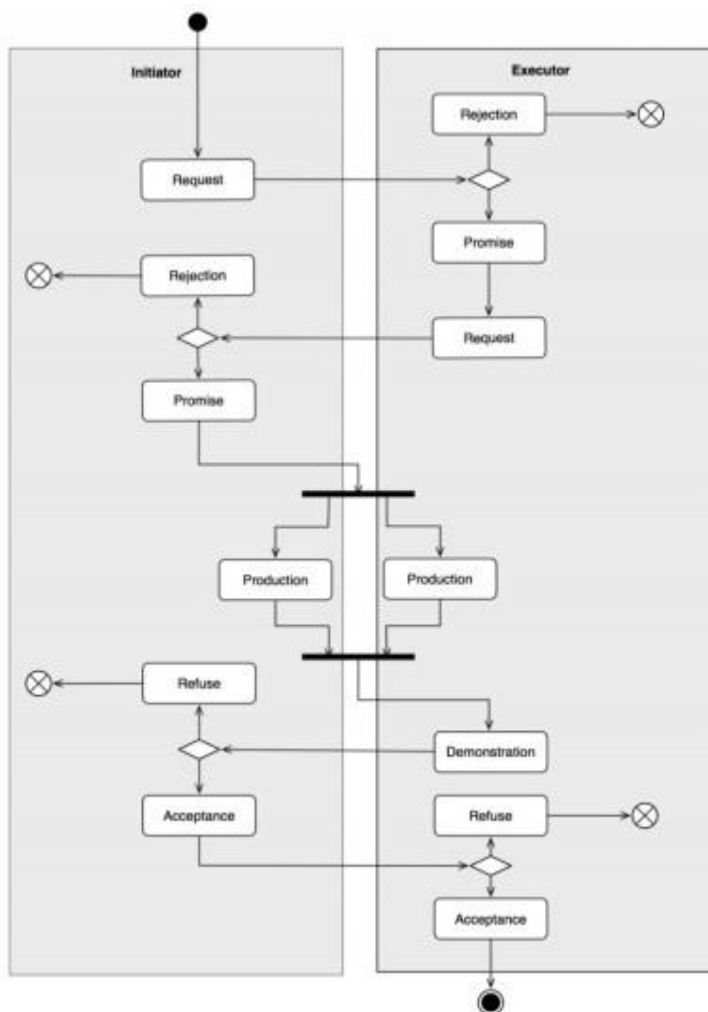 Initiator
Executor
Rejection
Request
Promise
Rejection
Request
Promise
Production
Production
Refuse
Demonstration
Acceptance
Refuse
Acceptance